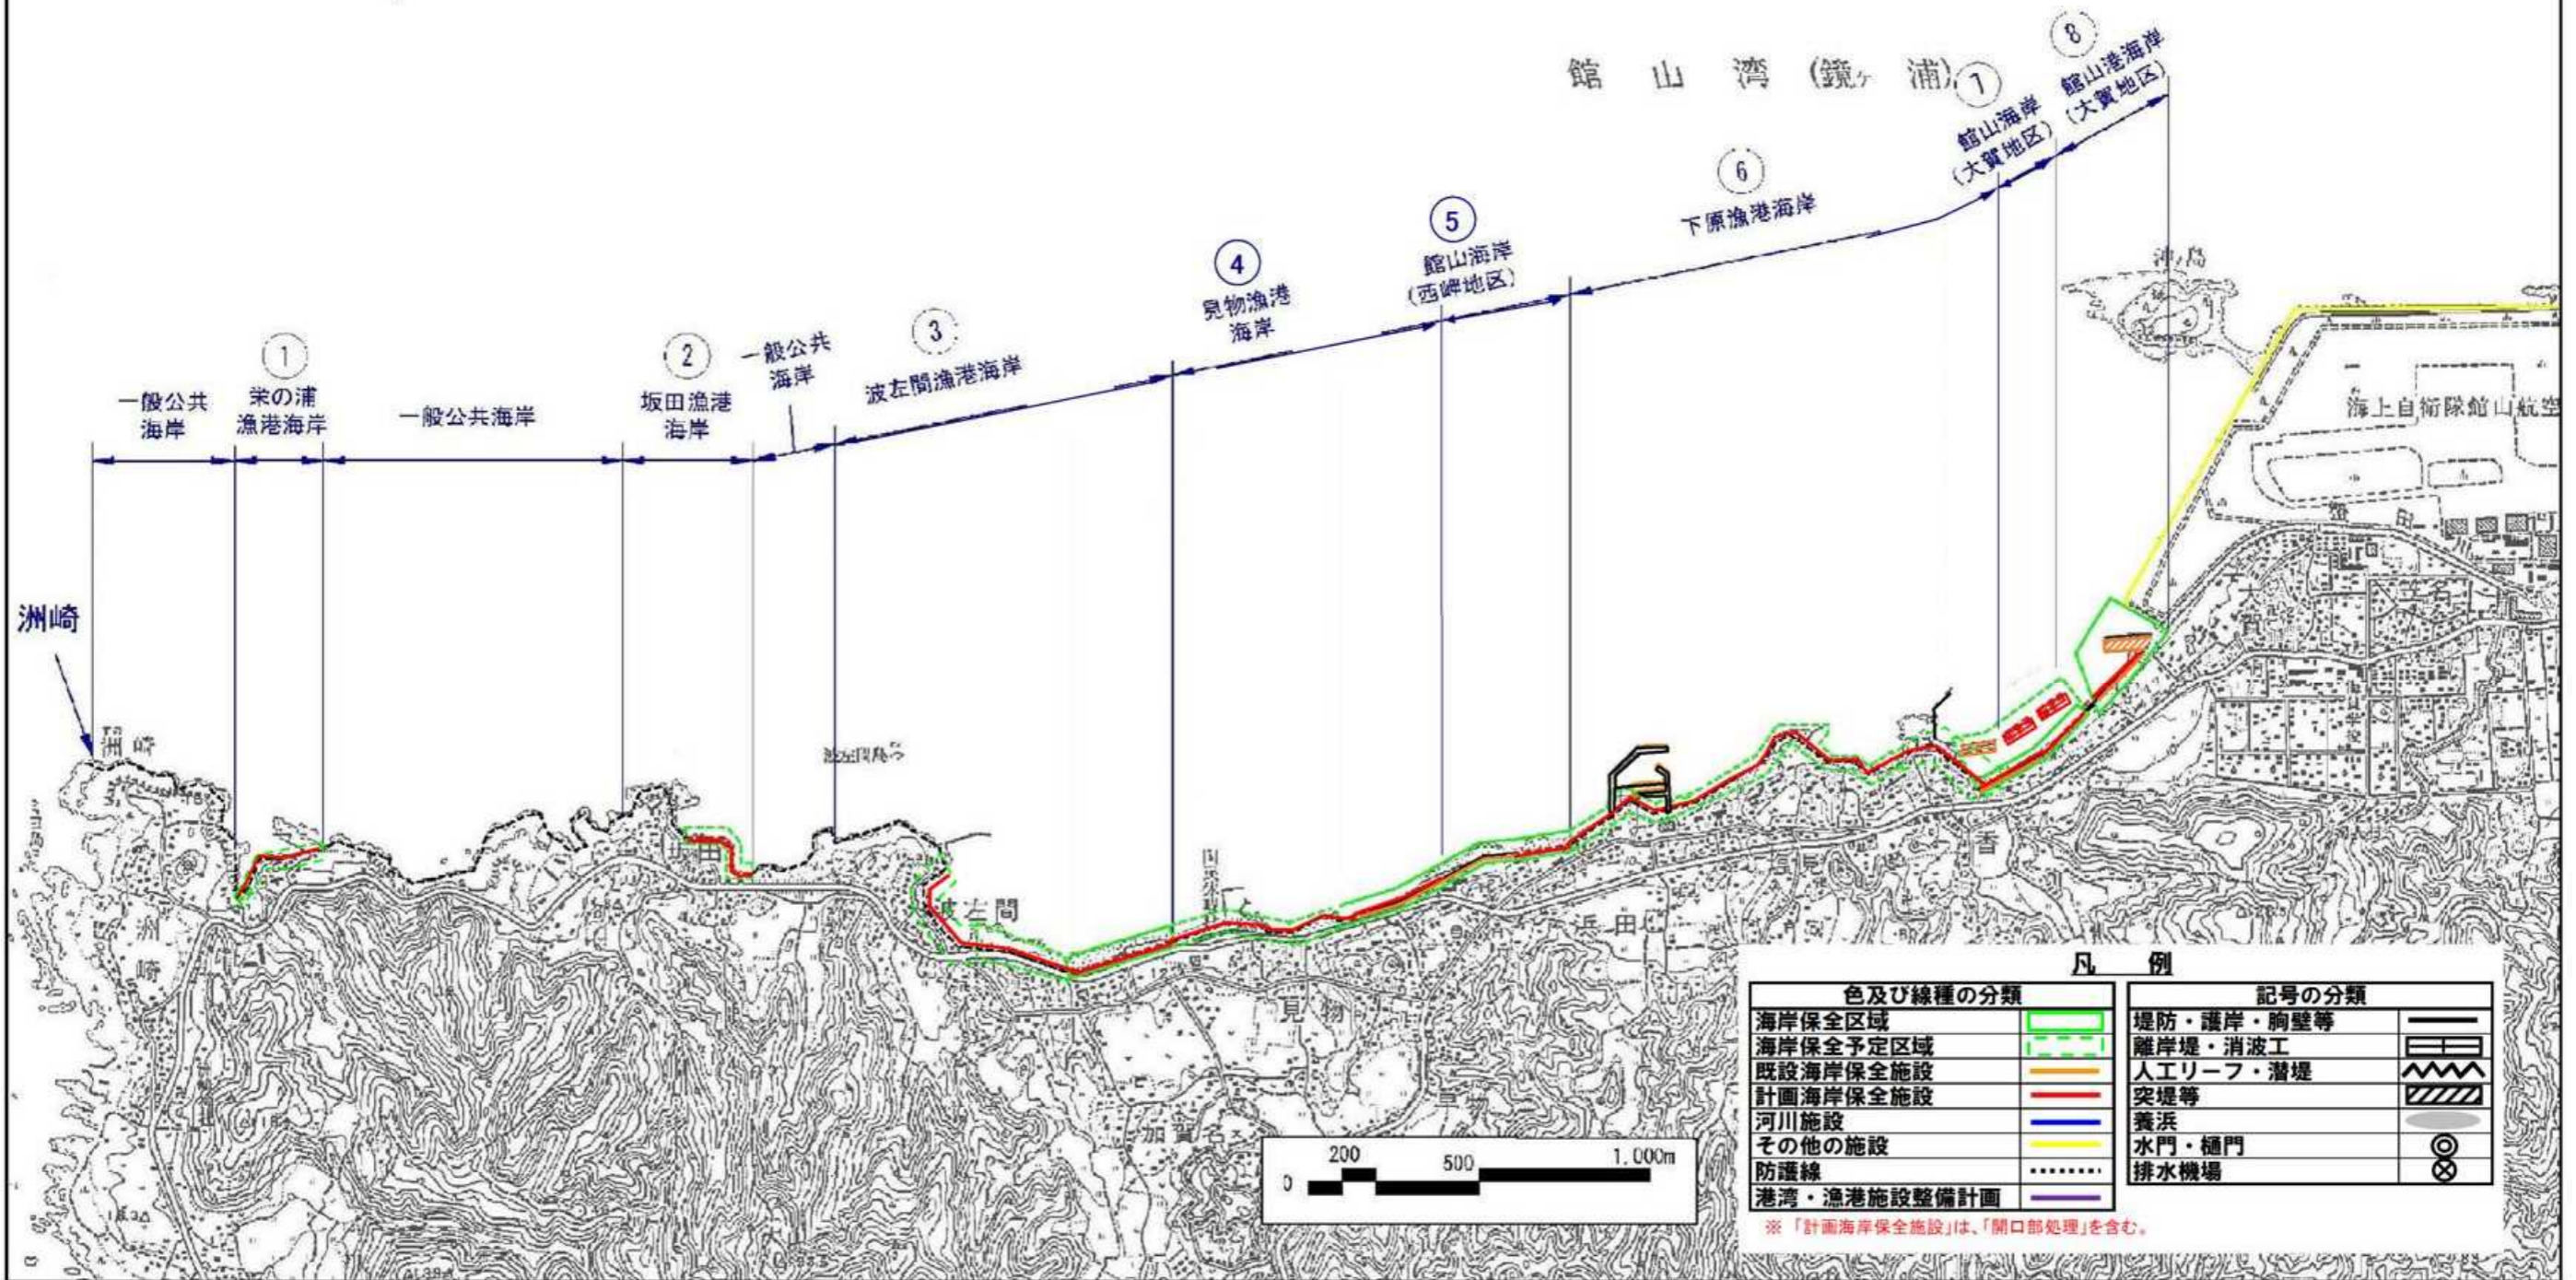 館山湾(鏡ヶ浦)
⑧
館山港海岸
(大賀地区)
⑦
館山海岸
(大賀地区)
⑥
下原漁港海岸
⑤
館山海岸
(西岬地区)
④
見物漁港
海岸
③
波左間漁港海岸
一般公共
海岸
②
坂田漁港
海岸
一般公共海岸
①
栄の浦
漁港海岸
一般公共
海岸
沖ノ島
海上自衛隊館山航空
洲崎
洲崎
坂田
波左間
洲崎
浜田
見物
香
加賀名
0 200 500 1,000m
凡 例
色及び線種の分類
海岸保全区域
海岸保全予定区域
既設海岸保全施設
計画海岸保全施設
河川施設
その他の施設
防護線
港湾・漁港施設整備計画
記号の分類
堤防・護岸・胸壁等
離岸堤・消波工
人工リーフ・潜堤
突堤等
養浜
水門・樋門
排水機場
※「計画海岸保全施設」は、「開口部処理」を含む。